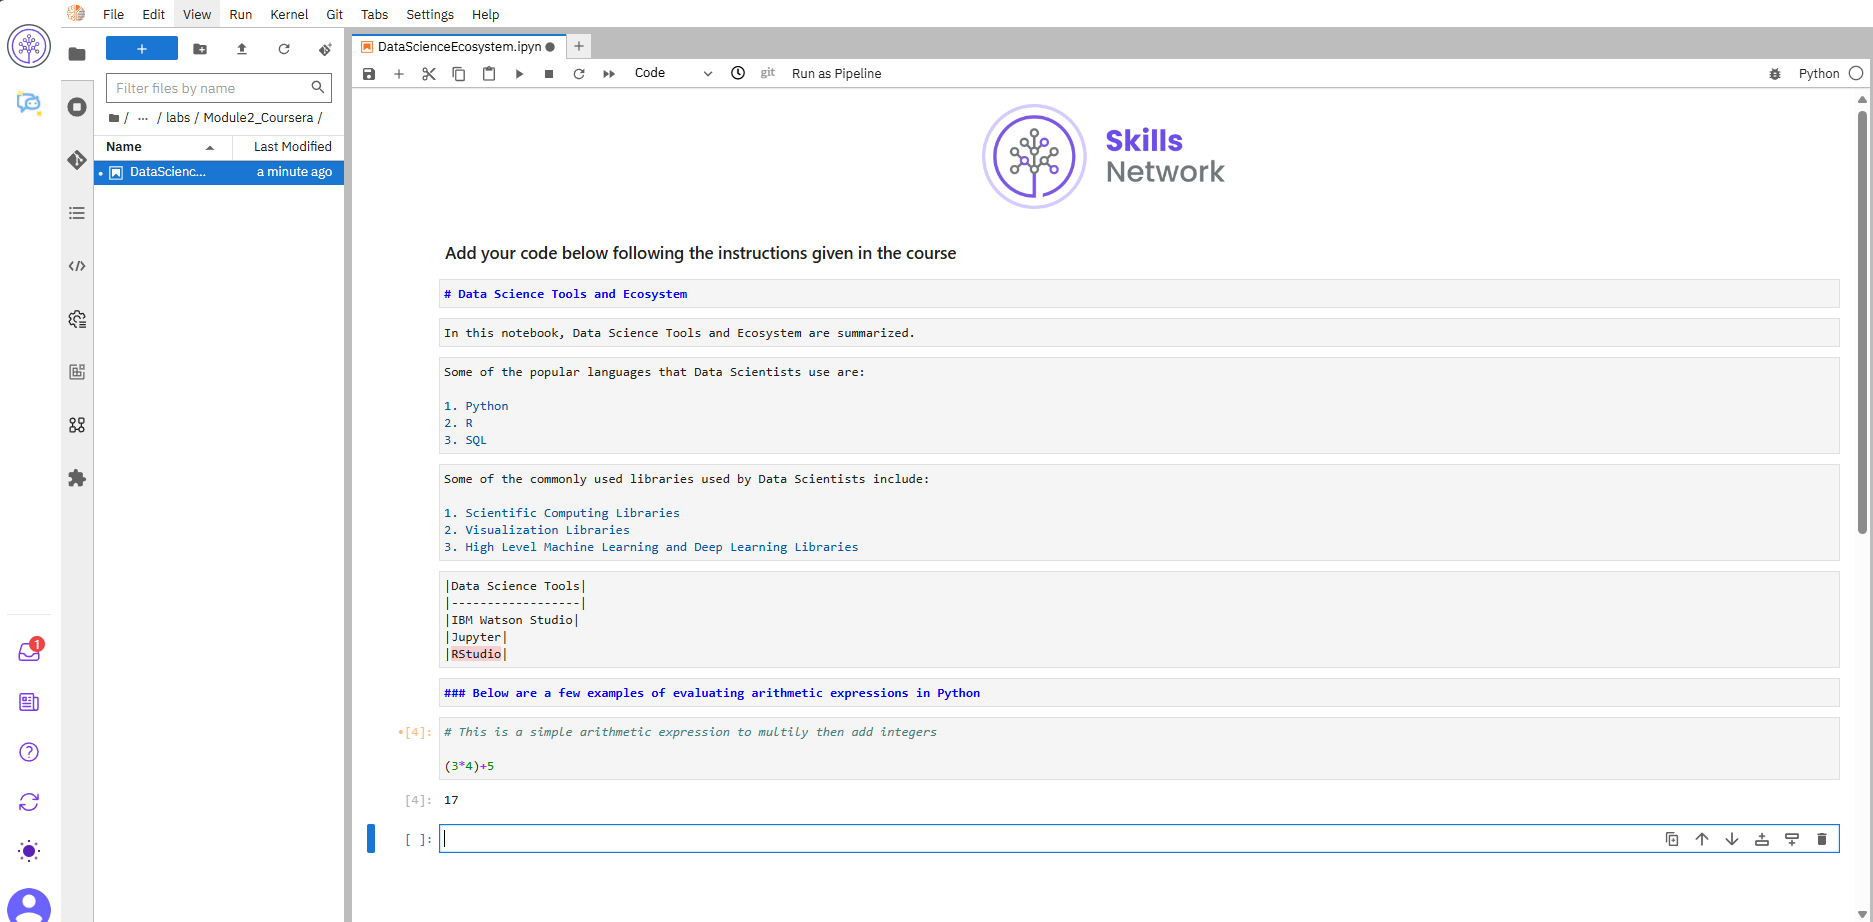 File Edit View Run Kernel Git Tabs Settings Help
+
Filter files by name
/ ... / labs / Module2_Coursera /
Name Last Modified
DataScienc... a minute ago
DataScienceEcosystem.ipyn
Code git Run as Pipeline Python
Skills
Network
Add your code below following the instructions given in the course
# Data Science Tools and Ecosystem
In this notebook, Data Science Tools and Ecosystem are summarized.
Some of the popular languages that Data Scientists use are:
1. Python
2. R
3. SQL
Some of the commonly used libraries used by Data Scientists include:
1. Scientific Computing Libraries
2. Visualization Libraries
3. High Level Machine Learning and Deep Learning Libraries
|Data Science Tools|
|------------------|
|IBM Watson Studio|
|Jupyter|
|RStudio|
### Below are a few examples of evaluating arithmetic expressions in Python
[4]: # This is a simple arithmetic expression to multily then add integers
(3*4)+5
[4]: 17
[ ]:
1